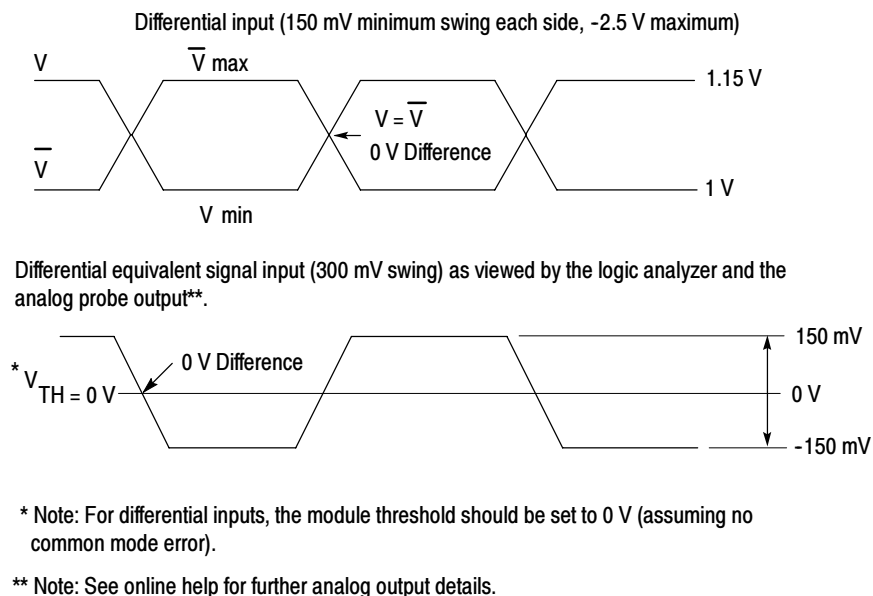 Differential input (150 mV minimum swing each side, -2.5 V maximum)
V
V̅ max
1.15 V
V = V̅
0 V Difference
V̅
1 V
V min
Differential equivalent signal input (300 mV swing) as viewed by the logic analyzer and the
analog probe output**.
150 mV
0 V Difference
* VTH = 0 V
0 V
-150 mV
* Note: For differential inputs, the module threshold should be set to 0 V (assuming no
common mode error).
** Note: See online help for further analog output details.